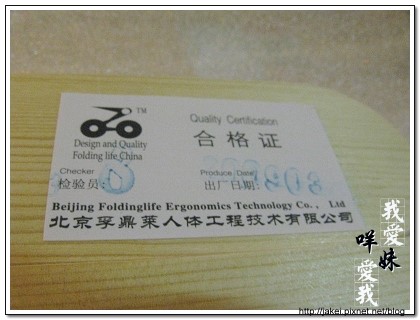 TM
Design and Quality
Folding life China
Quality Certification
合格证
Checker
检验员:
Produce Date
出厂日期:
Beijing Foldinglife Ergonomics Technology Co., Ltd
北京孚鼎莱人体工程技术有限公司
我愛妹
咩愛我
http://jakei.pixnet.net/blog